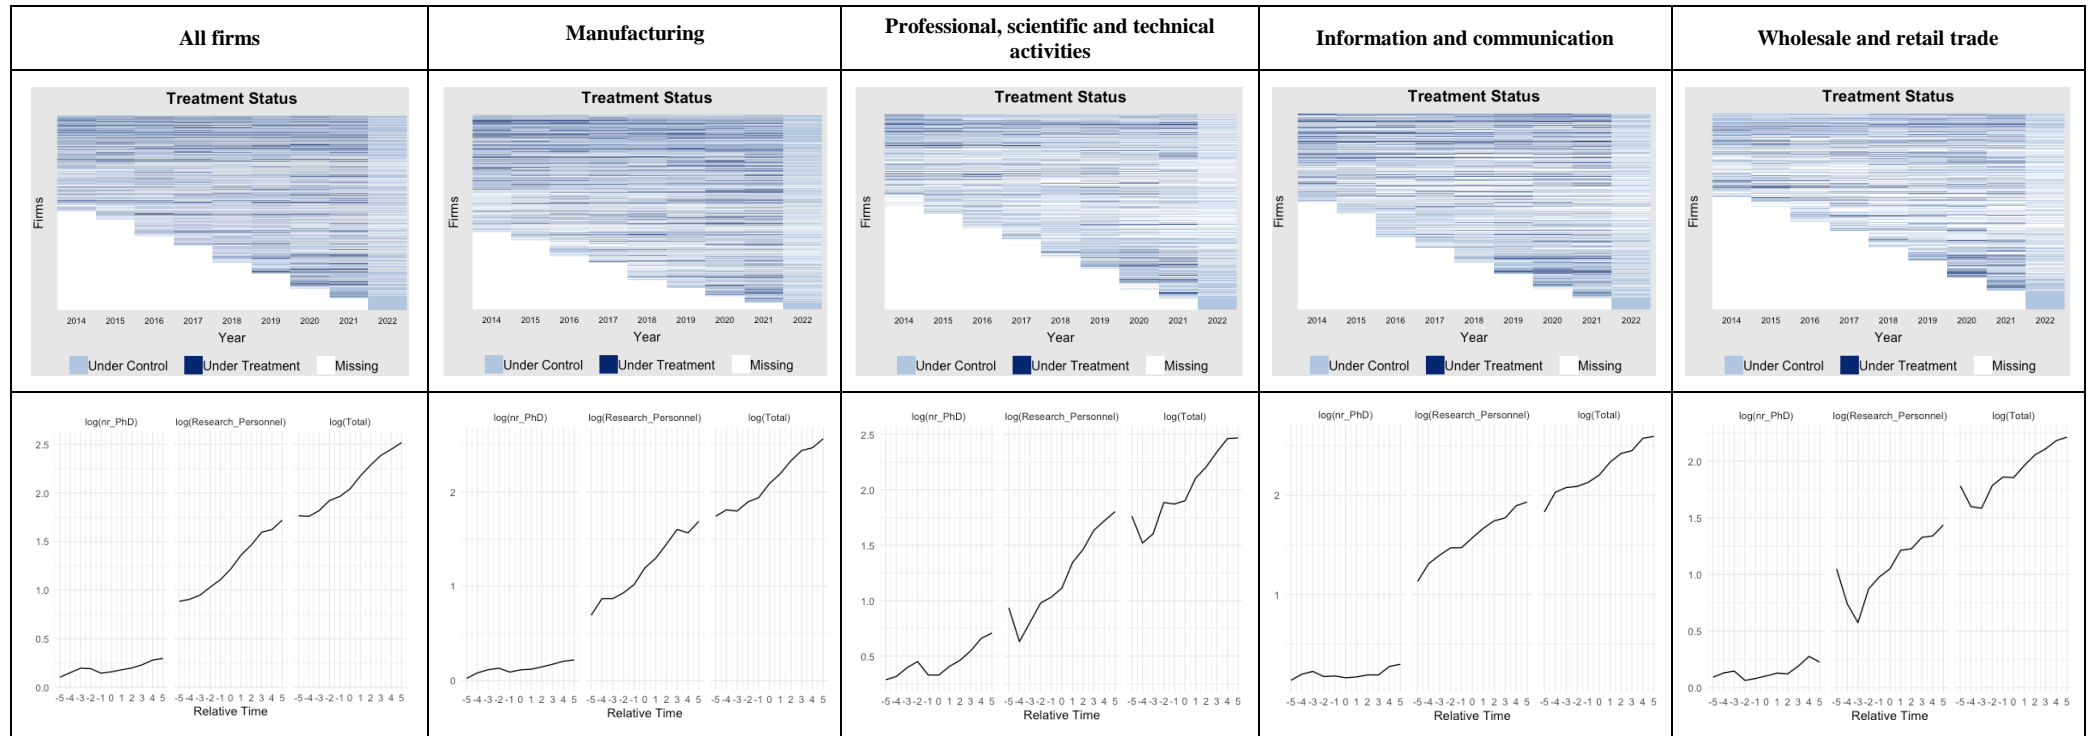 All firms
Manufacturing
Professional, scientific and technical
activities
Information and communication
Wholesale and retail trade
Treatment Status
Firms
2014 2015 2016 2017 2018 2019 2020 2021 2022
Year
Under Control Under Treatment Missing
Treatment Status
Firms
2014 2015 2016 2017 2018 2019 2020 2021 2022
Year
Under Control Under Treatment Missing
Treatment Status
Firms
2014 2015 2016 2017 2018 2019 2020 2021 2022
Year
Under Control Under Treatment Missing
Treatment Status
Firms
2014 2015 2016 2017 2018 2019 2020 2021 2022
Year
Under Control Under Treatment Missing
Treatment Status
Firms
2014 2015 2016 2017 2018 2019 2020 2021 2022
Year
Under Control Under Treatment Missing
log(nr_PhD) log(Research_Personnel) log(Total)
2.5
2.0
1.5
1.0
0.5
0.0
-5 -4 -3 -2 -1 0 1 2 3 4 5 -5 -4 -3 -2 -1 0 1 2 3 4 5 -5 -4 -3 -2 -1 0 1 2 3 4 5
Relative Time
log(nr_PhD) log(Research_Personnel) log(Total)
2
1
0
-5 -4 -3 -2 -1 0 1 2 3 4 5 -5 -4 -3 -2 -1 0 1 2 3 4 5 -5 -4 -3 -2 -1 0 1 2 3 4 5
Relative Time
log(nr_PhD) log(Research_Personnel) log(Total)
2.5
2.0
1.5
1.0
0.5
-5 -4 -3 -2 -1 0 1 2 3 4 5 -5 -4 -3 -2 -1 0 1 2 3 4 5 -5 -4 -3 -2 -1 0 1 2 3 4 5
Relative Time
log(nr_PhD) log(Research_Personnel) log(Total)
2
1
-5 -4 -3 -2 -1 0 1 2 3 4 5 -5 -4 -3 -2 -1 0 1 2 3 4 5 -5 -4 -3 -2 -1 0 1 2 3 4 5
Relative Time
log(nr_PhD) log(Research_Personnel) log(Total)
2.0
1.5
1.0
0.5
0.0
-5 -4 -3 -2 -1 0 1 2 3 4 5 -5 -4 -3 -2 -1 0 1 2 3 4 5 -5 -4 -3 -2 -1 0 1 2 3 4 5
Relative Time